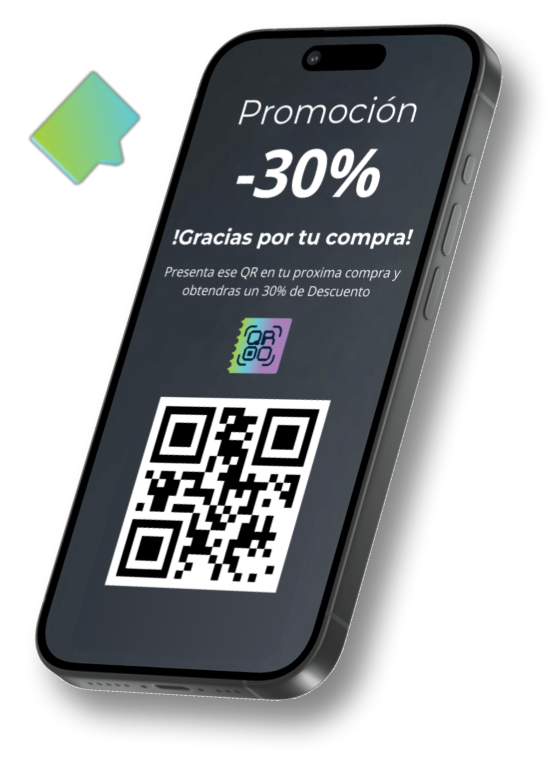 Promoción
-30%
!Gracias por tu compra!
Presenta ese QR en tu proxima compra y
obtendras un 30% de Descuento
QR